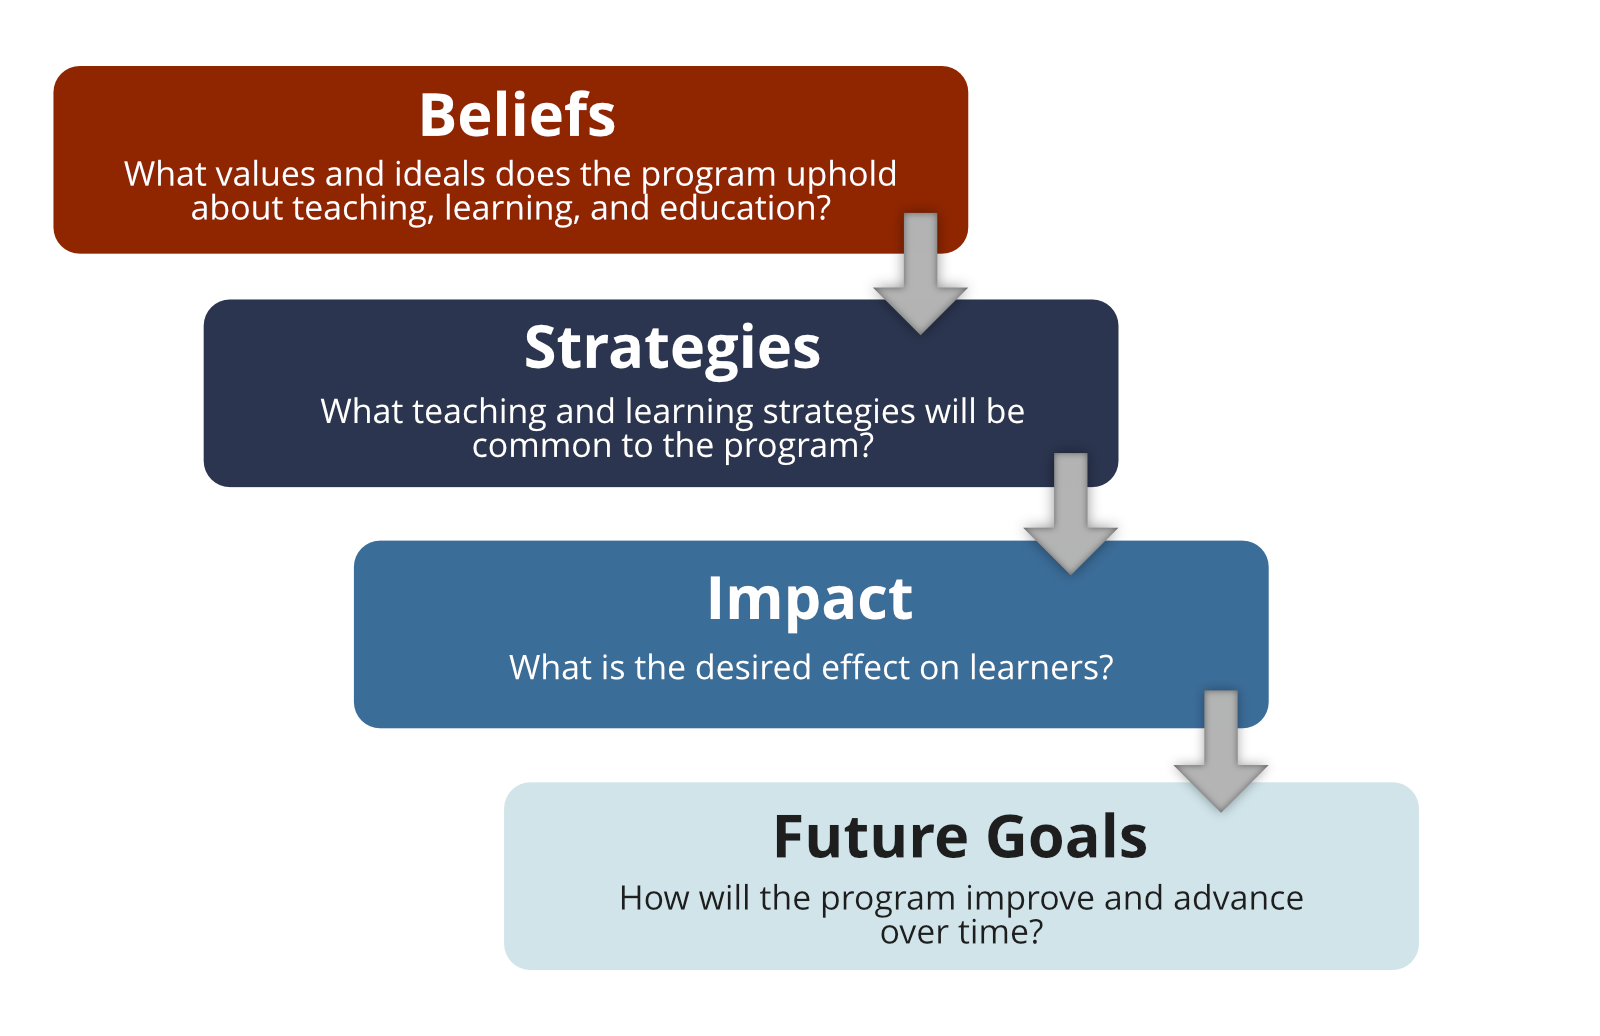 Beliefs
What values and ideals does the program uphold
about teaching, learning, and education?
Strategies
What teaching and learning strategies will be
common to the program?
Impact
What is the desired effect on learners?
Future Goals
How will the program improve and advance
over time?